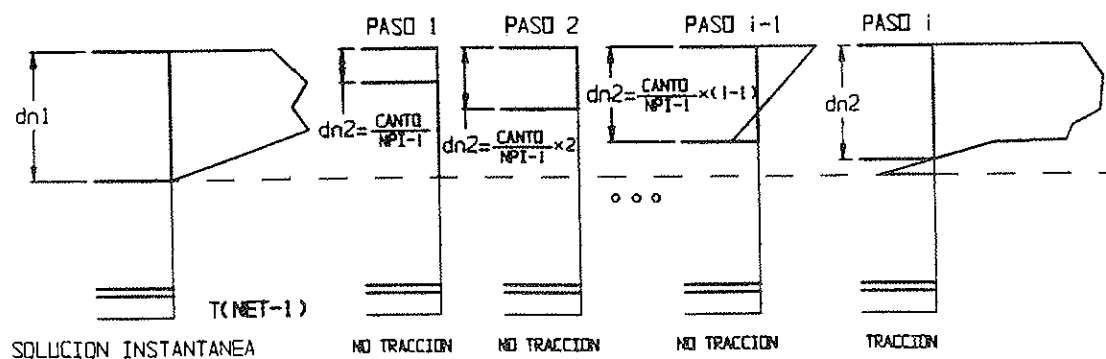 PASO 1
PASO 2
PASO i-1
PASO i
dn1
dn2=CANTO/NPI-1
dn2=CANTO/NPI-1×2
dn2=CANTO/NPI-1×(i-1)
dn2
T(NET-1)
SOLUCION INSTANTANEA
NO TRACCION
NO TRACCION
NO TRACCION
TRACCION